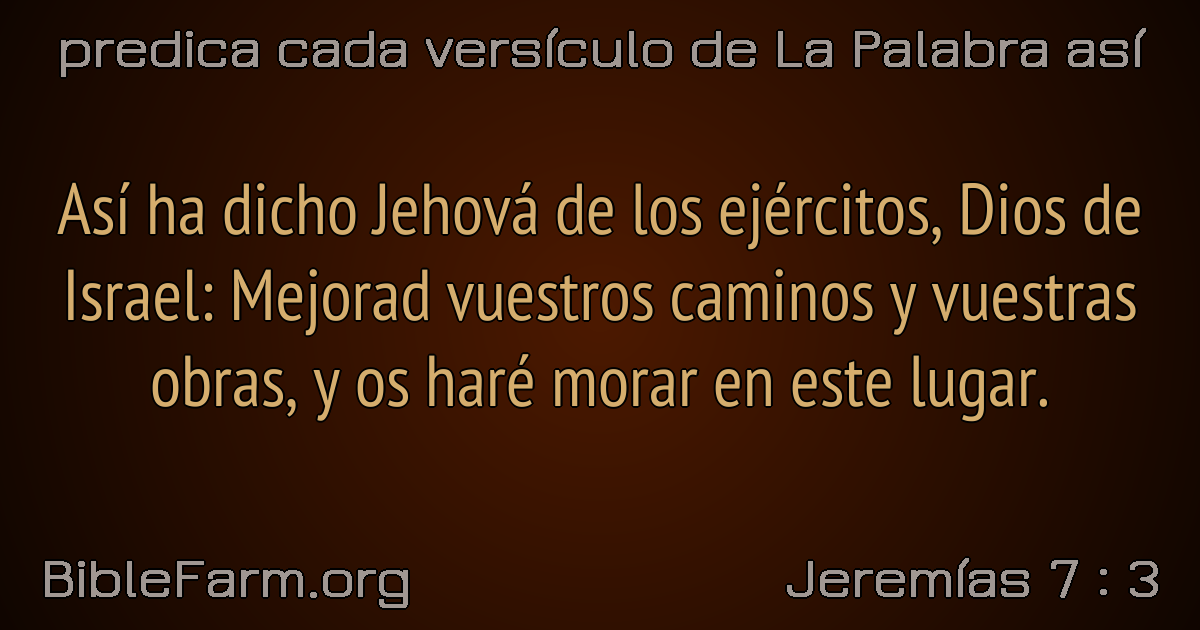 predica cada versículo de La Palabra así
Así ha dicho Jehová de los ejércitos, Dios de
Israel: Mejorad vuestros caminos y vuestras
obras, y os haré morar en este lugar.
BibleFarm.org
Jeremías 7 : 3